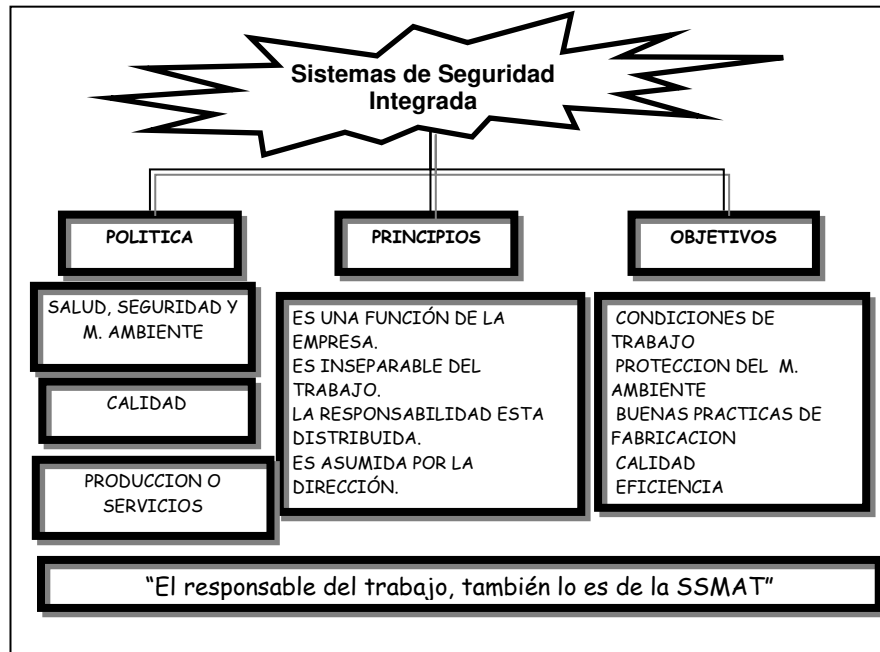 Sistemas de Seguridad
Integrada
POLITICA
SALUD, SEGURIDAD Y
M. AMBIENTE
CALIDAD
PRODUCCION O
SERVICIOS
PRINCIPIOS
ES UNA FUNCIÓN DE LA
EMPRESA.
ES INSEPARABLE DEL
TRABAJO.
LA RESPONSABILIDAD ESTA
DISTRIBUIDA.
ES ASUMIDA POR LA
DIRECCIÓN.
OBJETIVOS
CONDICIONES DE
TRABAJO
PROTECCION DEL M.
AMBIENTE
BUENAS PRACTICAS DE
FABRICACION
CALIDAD
EFICIENCIA
“El responsable del trabajo, también lo es de la SSMAT”